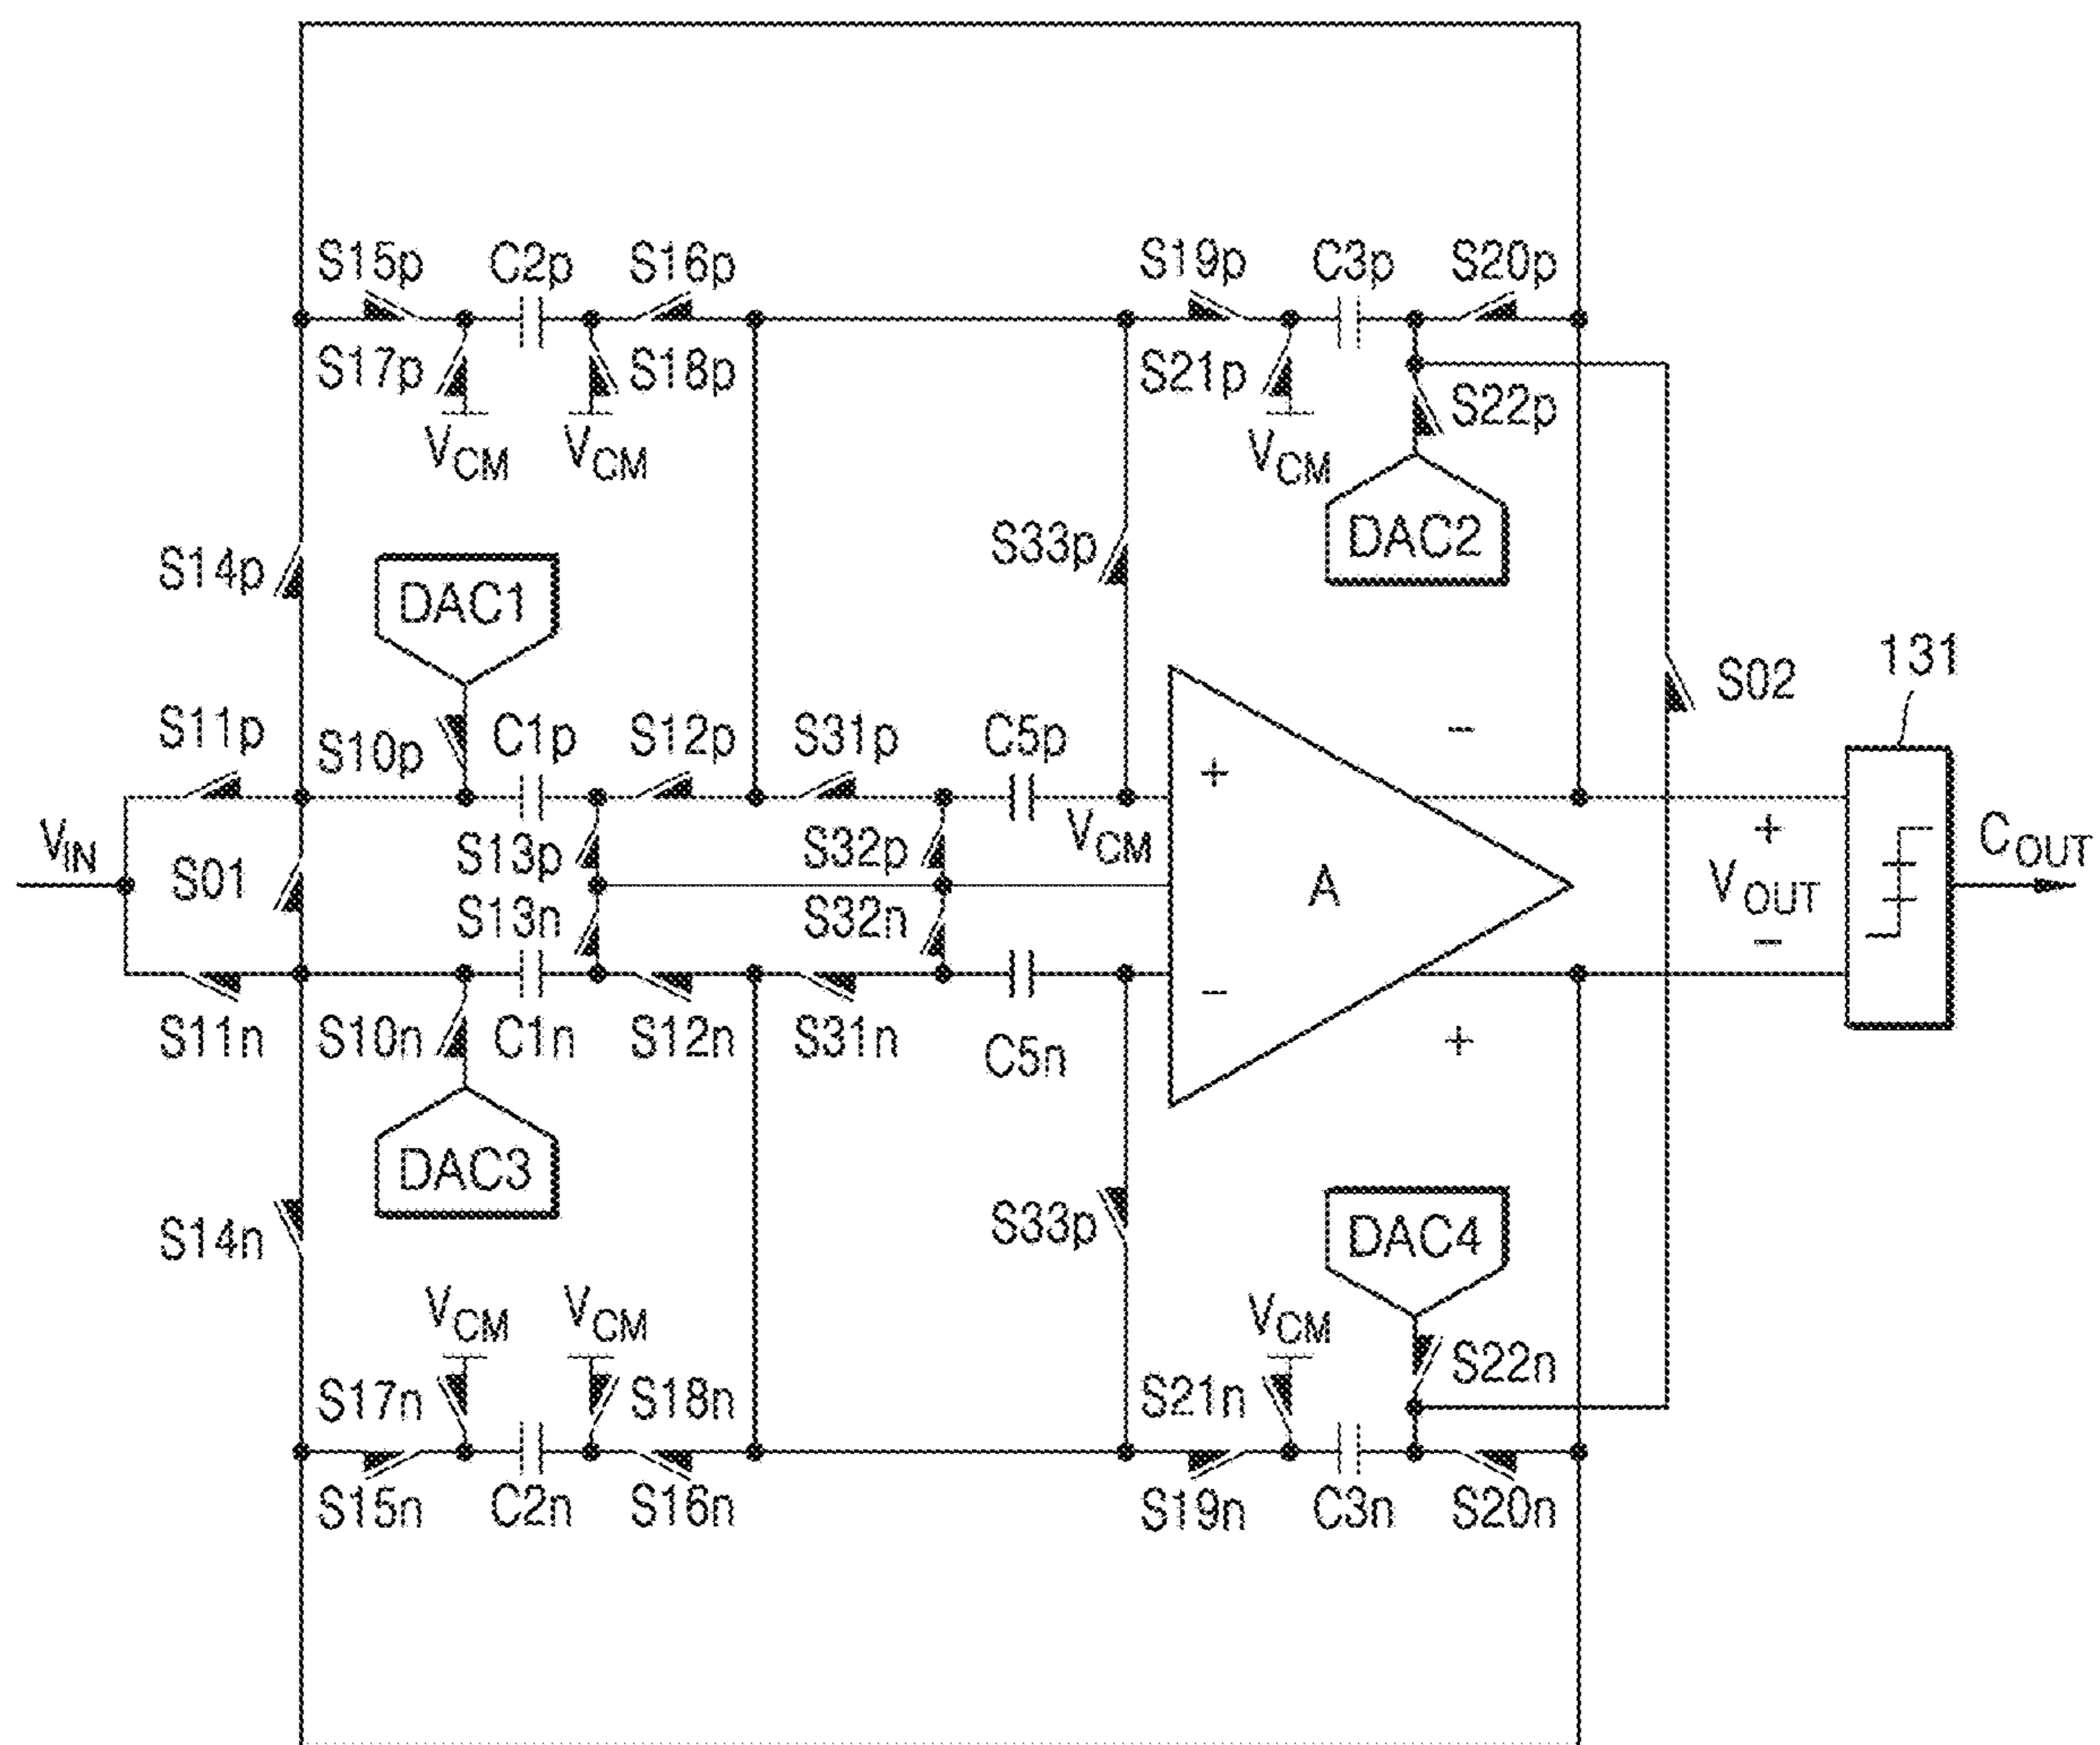 S15p C2p S16p S19p C3p S20p
S17p S18p S21p S22p
VCM VCM VCM
DAC2
S14p DAC1 S33p
S02 131
S11p S10p C1p S12p S31p C5p
+ −
VIN S01 S13p S32p VCM A + VOUT − COUT
S13n S32n
− +
S11n S10n C1n S12n S31n C5n
DAC3
S14n S33p DAC4
VCM VCM VCM
S17n S18n S21n S22n
S15n C2n S16n S19n C3n S20n